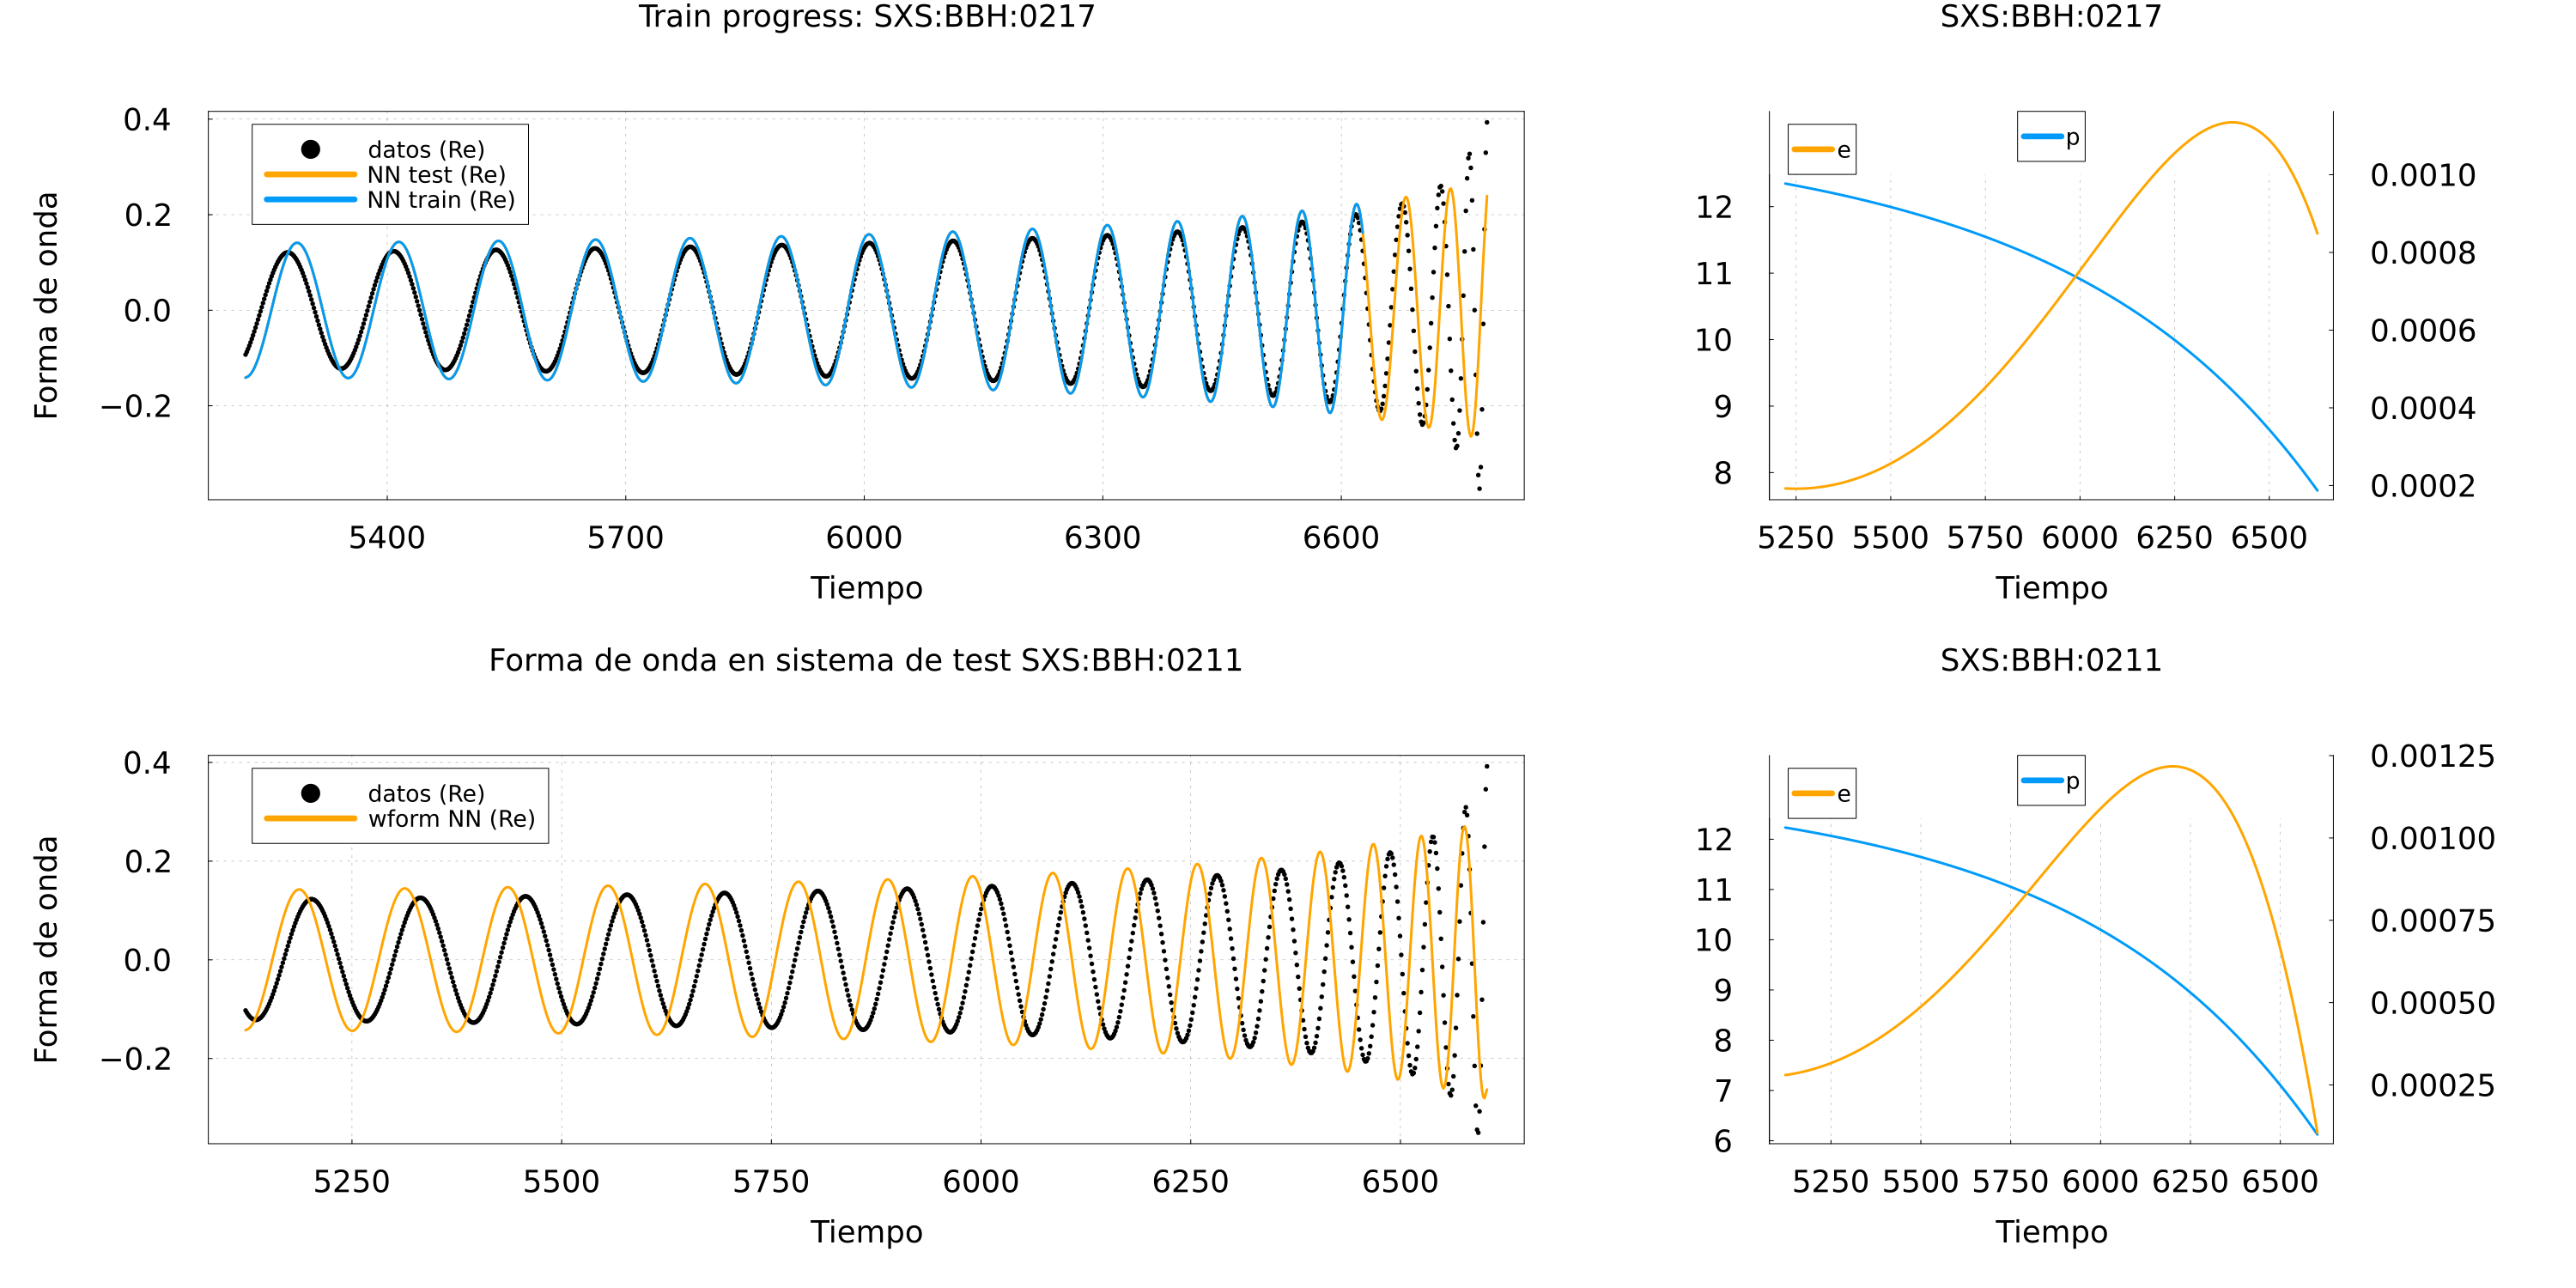 Train progress: SXS:BBH:0217
Forma de onda
0.4
0.2
0.0
−0.2
datos (Re)
NN test (Re)
NN train (Re)
5400 5700 6000 6300 6600
Tiempo
SXS:BBH:0217
e
p
12
11
10
9
8
0.0010
0.0008
0.0006
0.0004
0.0002
5250 5500 5750 6000 6250 6500
Tiempo
Forma de onda en sistema de test SXS:BBH:0211
Forma de onda
0.4
0.2
0.0
−0.2
datos (Re)
wform NN (Re)
5250 5500 5750 6000 6250 6500
Tiempo
SXS:BBH:0211
e
p
12
11
10
9
8
7
6
0.00125
0.00100
0.00075
0.00050
0.00025
5250 5500 5750 6000 6250 6500
Tiempo